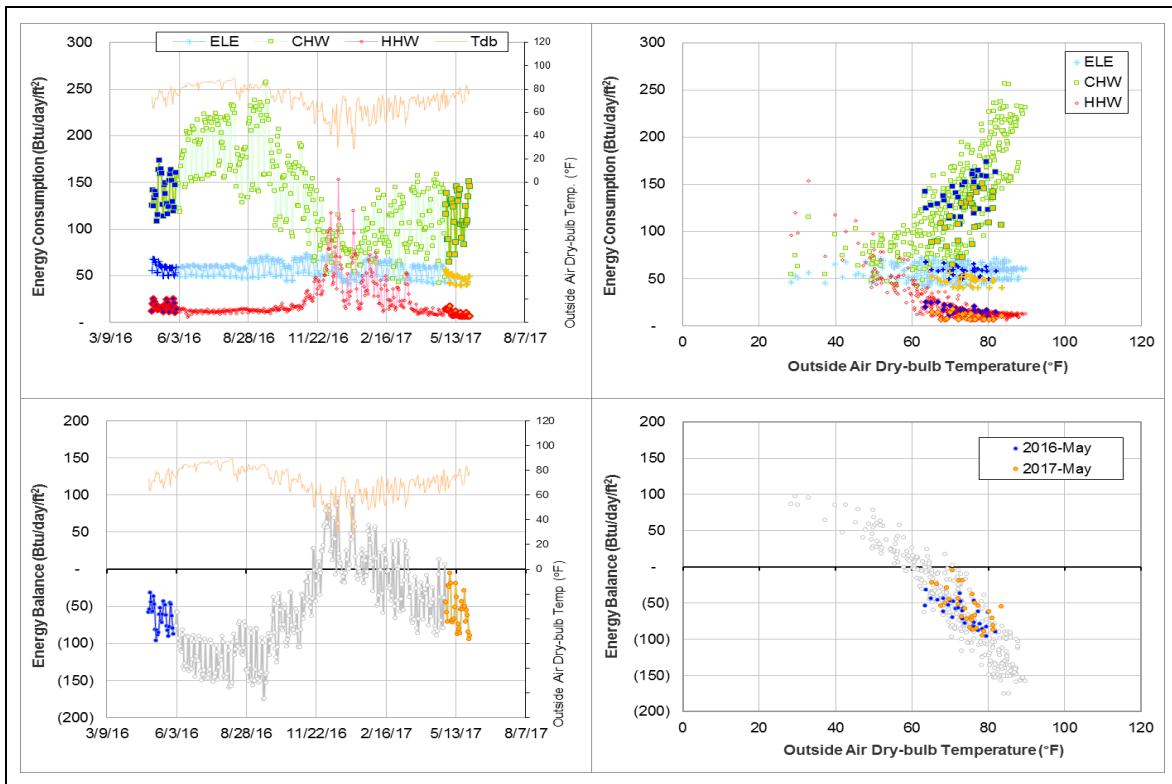 ELE CHW HHW Tdb
Energy Consumption (Btu/day/ft²)
300
250
200
150
100
50
-
120
100
80
60
40
20
0
Outside Air Dry-bulb Temp. (°F)
3/9/16 6/3/16 8/28/16 11/22/16 2/16/17 5/13/17 8/7/17
Energy Consumption (Btu/day/ft²)
300
250
200
150
100
50
-
ELE
CHW
HHW
0 20 40 60 80 100 120
Outside Air Dry-bulb Temperature (°F)
Energy Balance (Btu/day/ft²)
200
150
100
50
-
(50)
(100)
(150)
(200)
120
100
80
60
40
20
0
Outside Air Dry-bulb Temp (°F)
3/9/16 6/3/16 8/28/16 11/22/16 2/16/17 5/13/17 8/7/17
Energy Balance (Btu/day/ft²)
200
150
100
50
-
(50)
(100)
(150)
(200)
2016-May
2017-May
0 20 40 60 80 100 120
Outside Air Dry-bulb Temperature (°F)